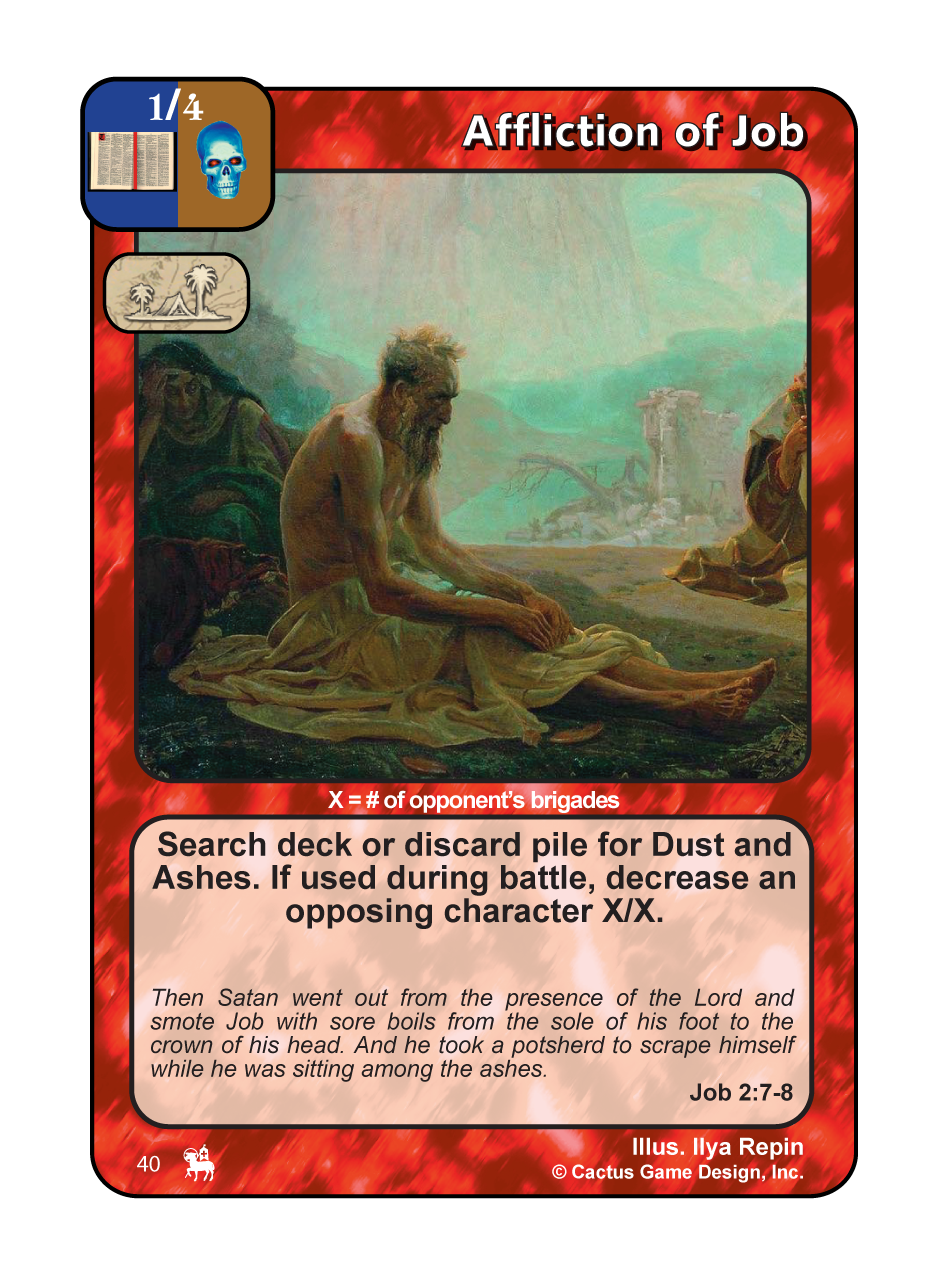 1/4
Affliction of Job
X = # of opponent's brigades
Search deck or discard pile for Dust and
Ashes. If used during battle, decrease an
opposing character X/X.
Then Satan went out from the presence of the Lord and
smote Job with sore boils from the sole of his foot to the
crown of his head. And he took a potsherd to scrape himself
while he was sitting among the ashes.
Job 2:7-8
Illus. Ilya Repin
40
© Cactus Game Design, Inc.